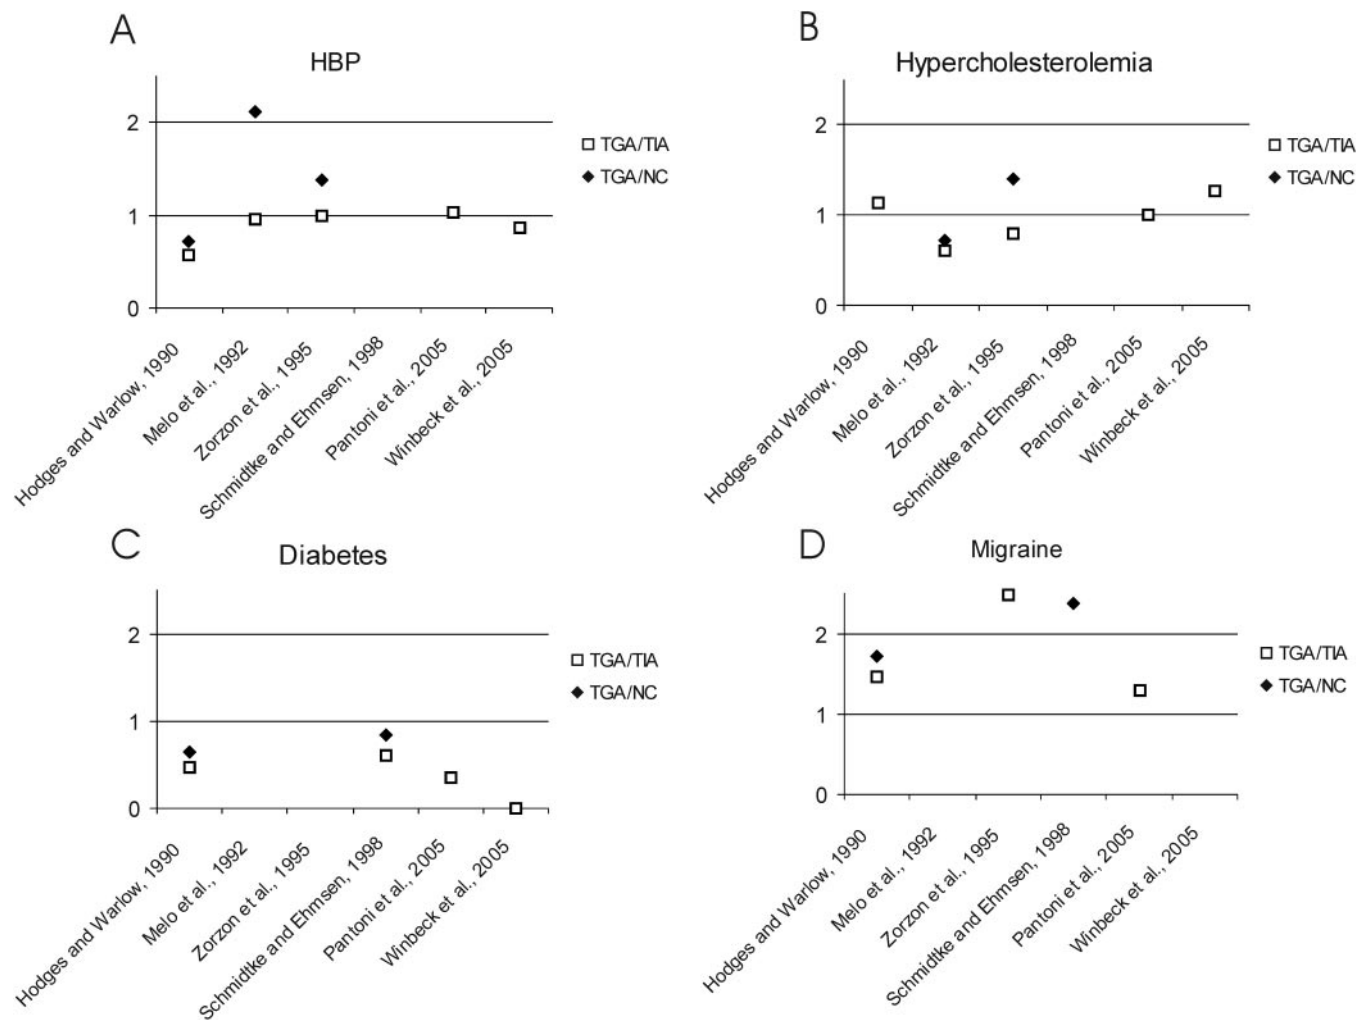 A
HBP
2
1
0
TGA/TIA
TGA/NC
Hodges and Warlow, 1990
Melo et al., 1992
Zorzon et al., 1995
Schmidtke and Ehmsen, 1998
Pantoni et al., 2005
Winbeck et al., 2005
B
Hypercholesterolemia
2
1
0
TGA/TIA
TGA/NC
Hodges and Warlow, 1990
Melo et al., 1992
Zorzon et al., 1995
Schmidtke and Ehmsen, 1998
Pantoni et al., 2005
Winbeck et al., 2005
C
Diabetes
2
1
0
TGA/TIA
TGA/NC
Hodges and Warlow, 1990
Melo et al., 1992
Zorzon et al., 1995
Schmidtke and Ehmsen, 1998
Pantoni et al., 2005
Winbeck et al., 2005
D
Migraine
2
1
0
TGA/TIA
TGA/NC
Hodges and Warlow, 1990
Melo et al., 1992
Zorzon et al., 1995
Schmidtke and Ehmsen, 1998
Pantoni et al., 2005
Winbeck et al., 2005